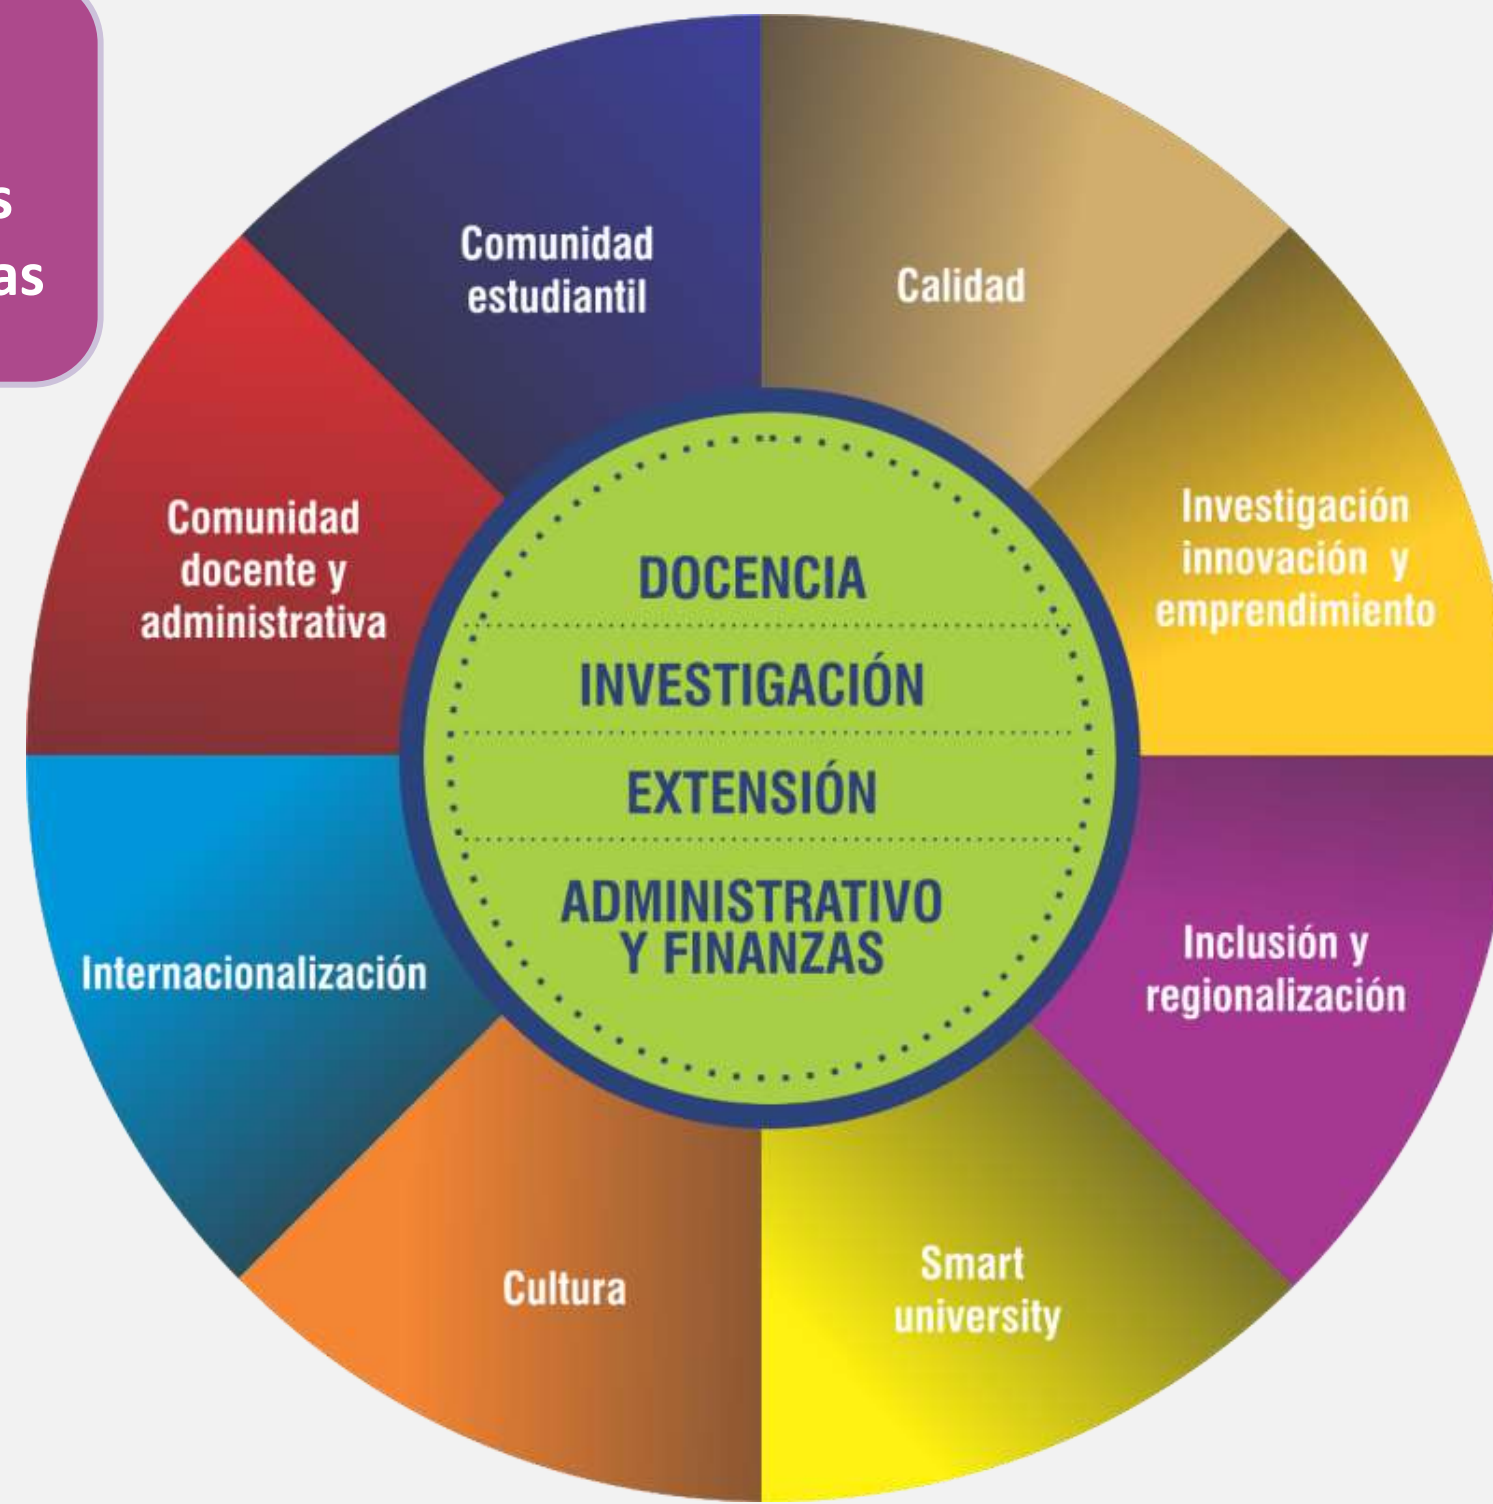 Comunidad
estudiantil
Calidad
Investigación
innovación y
emprendimiento
Inclusión y
regionalización
Smart
university
Cultura
Internacionalización
Comunidad
docente y
administrativa
DOCENCIA
INVESTIGACIÓN
EXTENSIÓN
ADMINISTRATIVO
Y FINANZAS